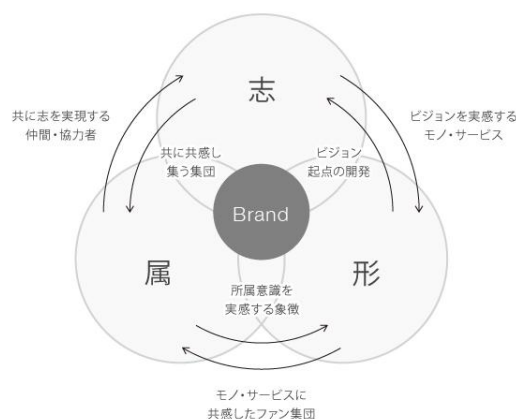 志
共に志を実現する
仲間・協力者
ビジョンを実感する
モノ・サービス
共に共感し
集う集団
ビジョン
起点の開発
Brand
属
形
所属意識を
実感する象徴
モノ・サービスに
共感したファン集団